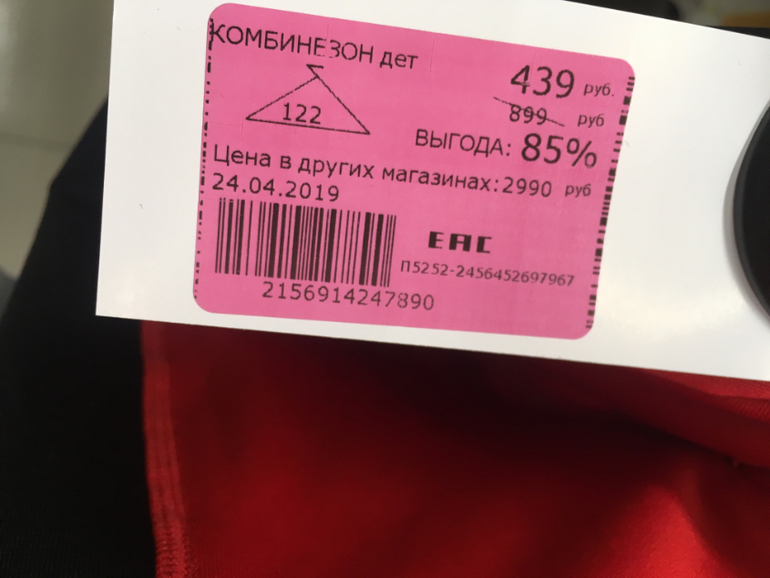 КОМБИНЕЗОН дет
439 руб.
122
899 руб
ВЫГОДА: 85%
Цена в других магазинах:2990 руб
24.04.2019
EAC
П5252-2456452697967
2156914247890